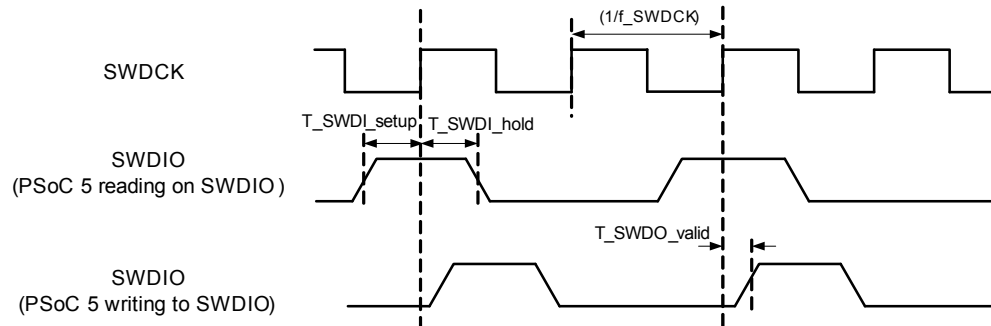 (1/f_SWDCK)
SWDCK
T_SWDI_setup T_SWDI_hold
SWDIO
(PSoC 5 reading on SWDIO)
T_SWDO_valid
SWDIO
(PSoC 5 writing to SWDIO)